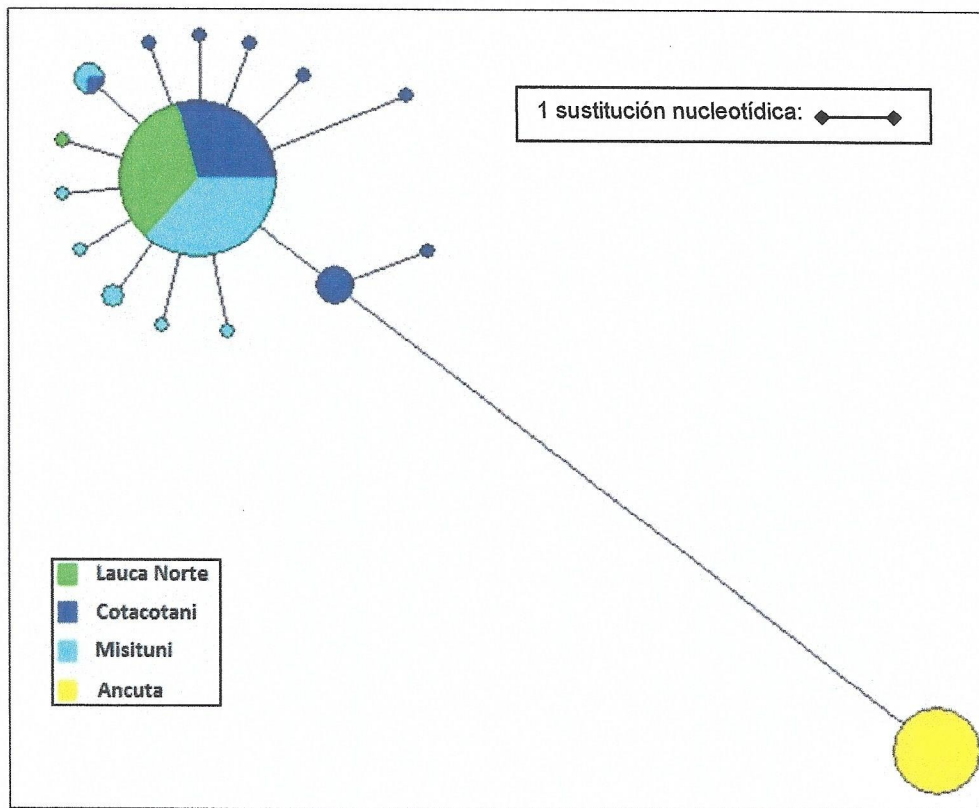 1 sustitución nucleotídica:
Lauca Norte
Cotacotani
Misituni
Ancuta